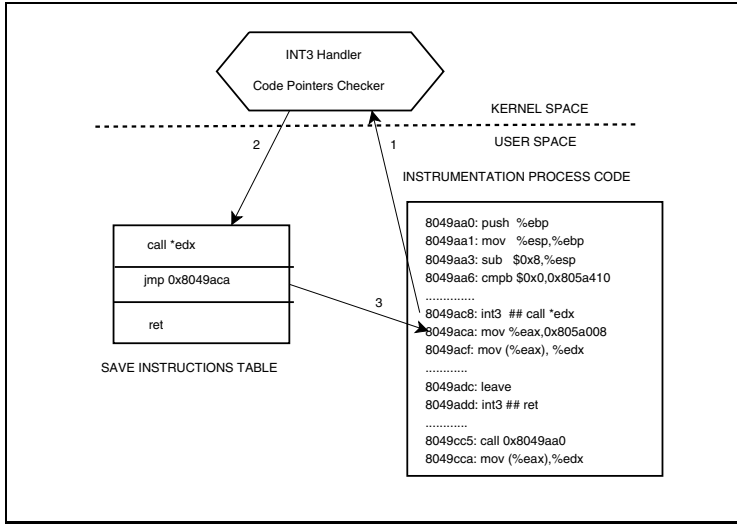 INT3 Handler
Code Pointers Checker
KERNEL SPACE
USER SPACE
2
1
INSTRUMENTATION PROCESS CODE
call *edx
jmp 0x8049aca
ret
SAVE INSTRUCTIONS TABLE
3
8049aa0: push %ebp
8049aa1: mov %esp,%ebp
8049aa3: sub $0x8,%esp
8049aa6: cmpb $0x0,0x805a410
..............
8049ac8: int3 ## call *edx
8049aca: mov %eax,0x805a008
8049acf: mov (%eax), %edx
............
8049adc: leave
8049add: int3 ## ret
............
8049cc5: call 0x8049aa0
8049cca: mov (%eax),%edx